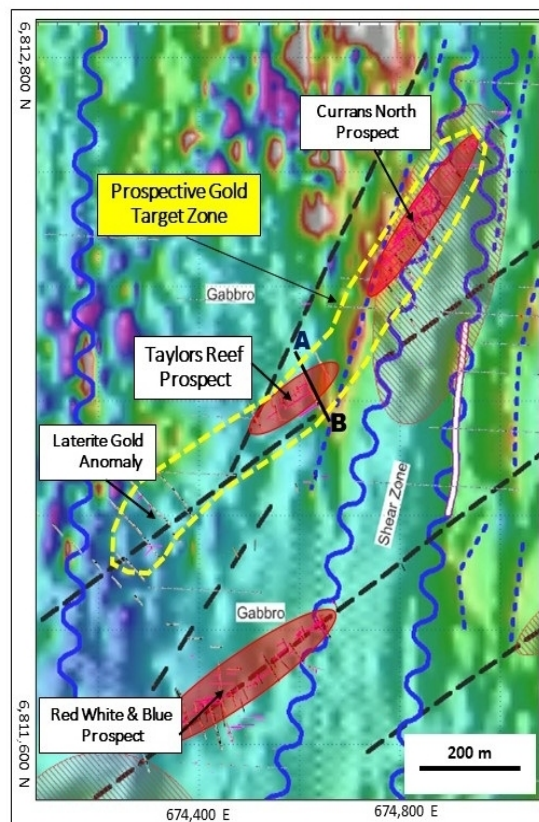 6,812,800 N
Currans North
Prospect
Prospective Gold
Target Zone
Gabbro
A
Taylors Reef
Prospect
B
Laterite Gold
Anomaly
Shear Zone
Gabbro
Red White & Blue
Prospect
6,811,600 N
200 m
674,400 E
674,800 E